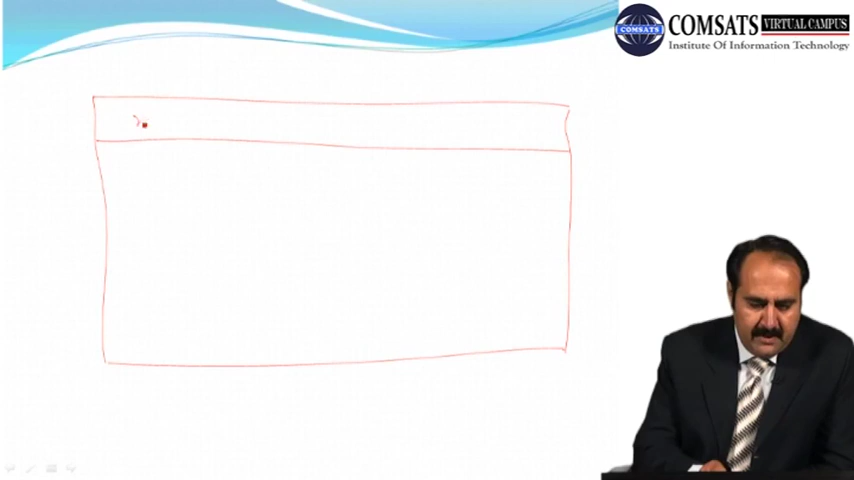 COMSATS VIRTUAL CAMPUS
COMSATS Institute Of Information Technology